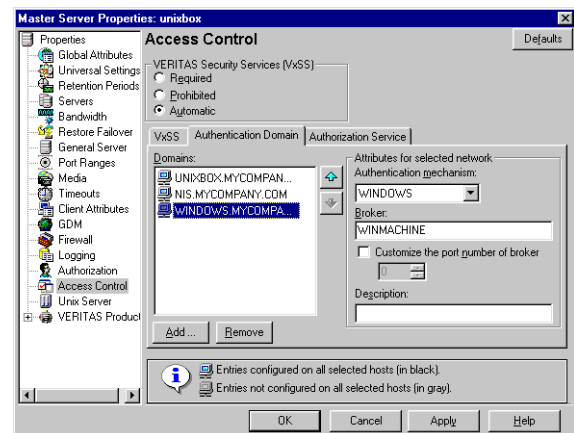 Master Server Properties: unixbox
Properties
Global Attributes
Universal Settings
Retention Periods
Servers
Bandwidth
Restore Failover
General Server
Port Ranges
Media
Timeouts
Client Attributes
GDM
Firewall
Logging
Authorization
Access Control
Unix Server
VERITAS Product
Access Control
Defaults
VERITAS Security Services (VxSS)
Required
Prohibited
Automatic
VxSS Authentication Domain Authorization Service
Domains:
UNIXBOX.MYCOMPAN...
NIS.MYCOMPANY.COM
WINDOWS.MYCOMPA...
Add ... Remove
Attributes for selected network
Authentication mechanism:
WINDOWS
Broker:
WINMACHINE
Customize the port number of broker
0
Description:
Entries configured on all selected hosts (in black).
Entries not configured on all selected hosts (in gray).
OK Cancel Apply Help